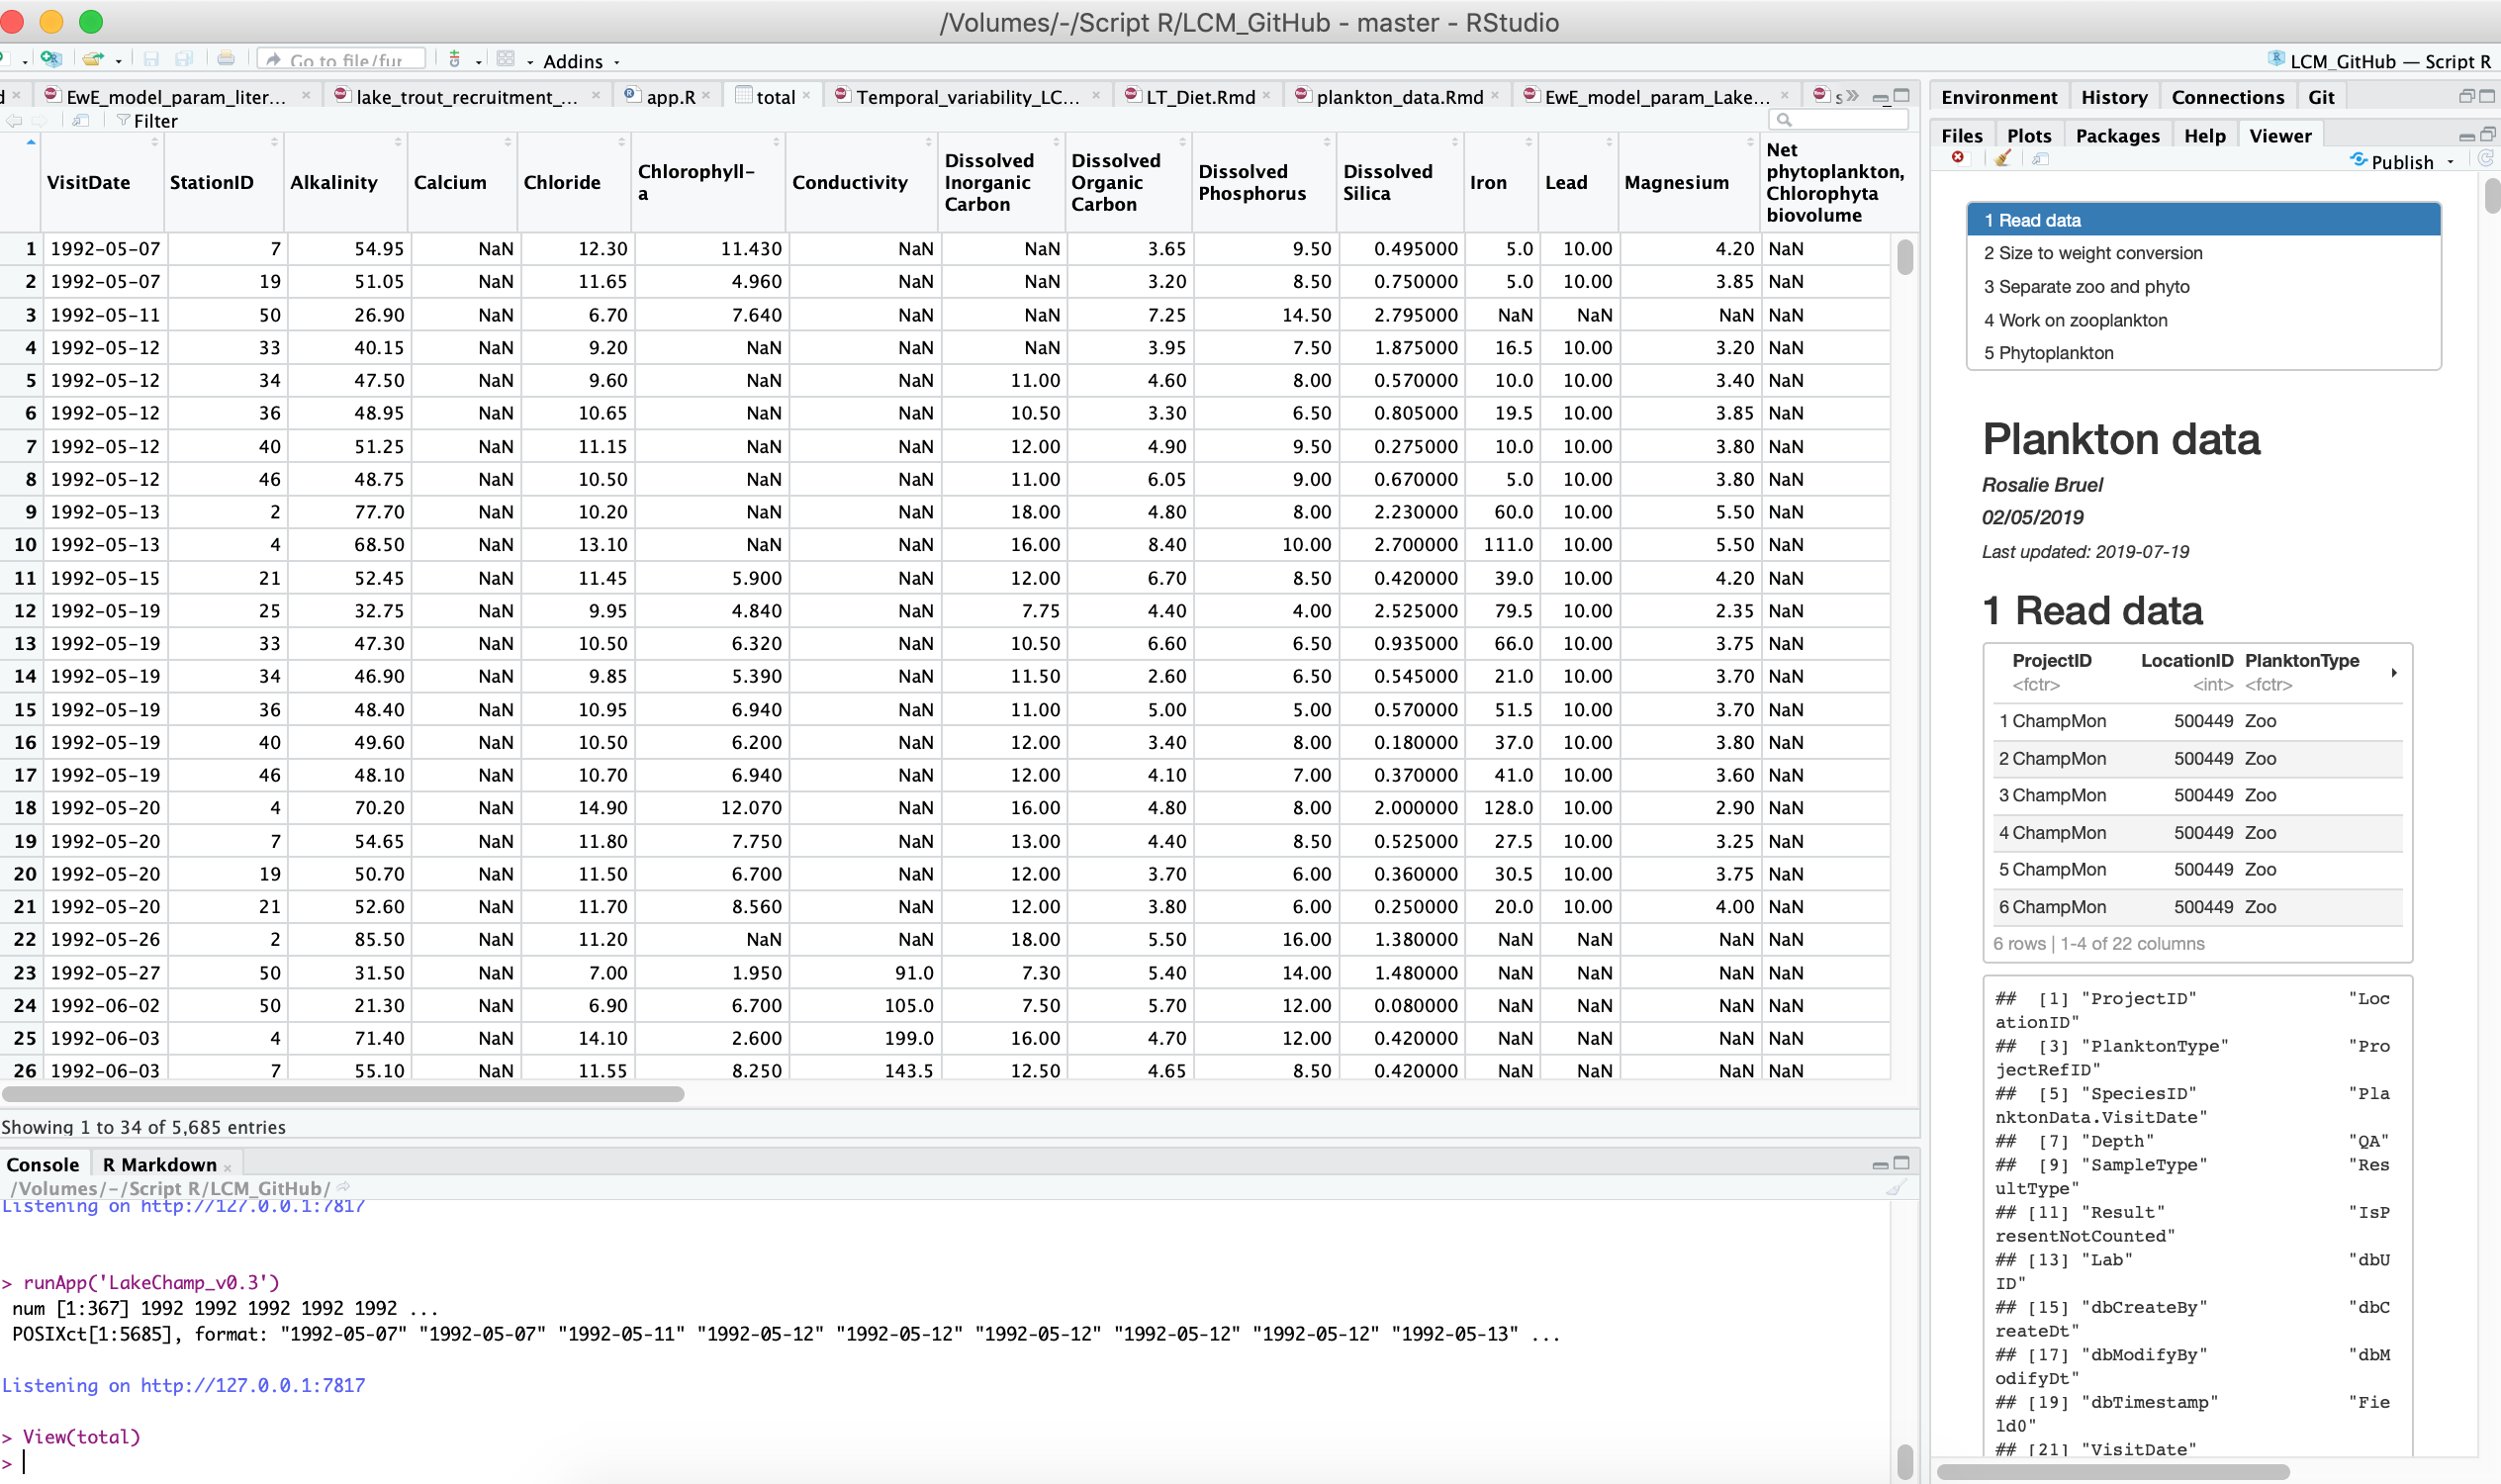 /Volumes/-/Script R/LCM_GitHub - master - RStudio
Go to file/fur Addins LCM_GitHub — Script R
EwE_model_param_liter... lake_trout_recruitment_... app.R total Temporal_variability_LC... LT_Diet.Rmd plankton_data.Rmd EwE_model_param_Lake...
Filter
VisitDate StationID Alkalinity Calcium Chloride Chlorophyll-a Conductivity Dissolved Inorganic Carbon Dissolved Organic Carbon Dissolved Phosphorus Dissolved Silica Iron Lead Magnesium Net phytoplankton, Chlorophyta biovolume
1 1992-05-07 7 54.95 NaN 12.30 11.430 NaN NaN 3.65 9.50 0.495000 5.0 10.00 4.20 NaN
2 1992-05-07 19 51.05 NaN 11.65 4.960 NaN NaN 3.20 8.50 0.750000 5.0 10.00 3.85 NaN
3 1992-05-11 50 26.90 NaN 6.70 7.640 NaN NaN 7.25 14.50 2.795000 NaN NaN NaN NaN
4 1992-05-12 33 40.15 NaN 9.20 NaN NaN NaN 3.95 7.50 1.875000 16.5 10.00 3.20 NaN
5 1992-05-12 34 47.50 NaN 9.60 NaN NaN 11.00 4.60 8.00 0.570000 10.0 10.00 3.40 NaN
6 1992-05-12 36 48.95 NaN 10.65 NaN NaN 10.50 3.30 6.50 0.805000 19.5 10.00 3.85 NaN
7 1992-05-12 40 51.25 NaN 11.15 NaN NaN 12.00 4.90 9.50 0.275000 10.0 10.00 3.80 NaN
8 1992-05-12 46 48.75 NaN 10.50 NaN NaN 11.00 6.05 9.00 0.670000 5.0 10.00 3.80 NaN
9 1992-05-13 2 77.70 NaN 10.20 NaN NaN 18.00 4.80 8.00 2.230000 60.0 10.00 5.50 NaN
10 1992-05-13 4 68.50 NaN 13.10 NaN NaN 16.00 8.40 10.00 2.700000 111.0 10.00 5.50 NaN
11 1992-05-15 21 52.45 NaN 11.45 5.900 NaN 12.00 6.70 8.50 0.420000 39.0 10.00 4.20 NaN
12 1992-05-19 25 32.75 NaN 9.95 4.840 NaN 7.75 4.40 4.00 2.525000 79.5 10.00 2.35 NaN
13 1992-05-19 33 47.30 NaN 10.50 6.320 NaN 10.50 6.60 6.50 0.935000 66.0 10.00 3.75 NaN
14 1992-05-19 34 46.90 NaN 9.85 5.390 NaN 11.50 2.60 6.50 0.545000 21.0 10.00 3.70 NaN
15 1992-05-19 36 48.40 NaN 10.95 6.940 NaN 11.00 5.00 5.00 0.570000 51.5 10.00 3.70 NaN
16 1992-05-19 40 49.60 NaN 10.50 6.200 NaN 12.00 3.40 8.00 0.180000 37.0 10.00 3.80 NaN
17 1992-05-19 46 48.10 NaN 10.70 6.940 NaN 12.00 4.10 7.00 0.370000 41.0 10.00 3.60 NaN
18 1992-05-20 4 70.20 NaN 14.90 12.070 NaN 16.00 4.80 8.00 2.000000 128.0 10.00 2.90 NaN
19 1992-05-20 7 54.65 NaN 11.80 7.750 NaN 13.00 4.40 8.50 0.525000 27.5 10.00 3.25 NaN
20 1992-05-20 19 50.70 NaN 11.50 6.700 NaN 12.00 3.70 6.00 0.360000 30.5 10.00 3.75 NaN
21 1992-05-20 21 52.60 NaN 11.70 8.560 NaN 12.00 3.80 6.00 0.250000 20.0 10.00 4.00 NaN
22 1992-05-26 2 85.50 NaN 11.20 NaN NaN 18.00 5.50 16.00 1.380000 NaN NaN NaN NaN
23 1992-05-27 50 31.50 NaN 7.00 1.950 91.0 7.30 5.40 14.00 1.480000 NaN NaN NaN NaN
24 1992-06-02 50 21.30 NaN 6.90 6.700 105.0 7.50 5.70 12.00 0.080000 NaN NaN NaN NaN
25 1992-06-03 4 71.40 NaN 14.10 2.600 199.0 16.00 4.70 12.00 0.420000 NaN NaN NaN NaN
26 1992-06-03 7 55.10 NaN 11.55 8.250 143.5 12.50 4.65 8.50 0.420000 NaN NaN NaN NaN
Showing 1 to 34 of 5,685 entries
Console R Markdown
/Volumes/-/Script R/LCM_GitHub/
Listening on http://127.0.0.1:7817
> runApp('LakeChamp_v0.3')
num [1:367] 1992 1992 1992 1992 1992 ...
POSIXct[1:5685], format: "1992-05-07" "1992-05-07" "1992-05-11" "1992-05-12" "1992-05-12" "1992-05-12" "1992-05-12" "1992-05-12" "1992-05-13" ...
Listening on http://127.0.0.1:7817
> View(total)
>
Environment History Connections Git
Files Plots Packages Help Viewer
Publish
1 Read data
2 Size to weight conversion
3 Separate zoo and phyto
4 Work on zooplankton
5 Phytoplankton
Plankton data
Rosalie Bruel
02/05/2019
Last updated: 2019-07-19
1 Read data
ProjectID LocationID PlanktonType
<fctr> <int> <fctr>
1 ChampMon 500449 Zoo
2 ChampMon 500449 Zoo
3 ChampMon 500449 Zoo
4 ChampMon 500449 Zoo
5 ChampMon 500449 Zoo
6 ChampMon 500449 Zoo
6 rows | 1-4 of 22 columns
## [1] "ProjectID" "Loc
ationID"
## [3] "PlanktonType" "Pro
jectRefID"
## [5] "SpeciesID" "Pla
nktonData.VisitDate"
## [7] "Depth" "QA"
## [9] "SampleType" "Res
ultType"
## [11] "Result" "IsP
resentNotCounted"
## [13] "Lab" "dbU
ID"
## [15] "dbCreateBy" "dbC
reateDt"
## [17] "dbModifyBy" "dbM
odifyDt"
## [19] "dbTimestamp" "Fie
ld0"
## [21] "VisitDate"